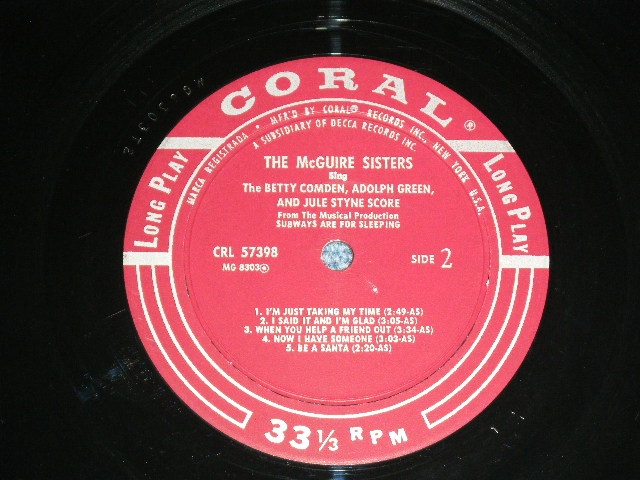 CORAL®
MARCA REGISTRADA • MFR'D BY CORAL® RECORDS INC., NEW YORK U.S.A.
A SUBSIDIARY OF DECCA RECORDS INC.
LONG PLAY
LONG PLAY
THE McGUIRE SISTERS
Sing
The BETTY COMDEN, ADOLPH GREEN,
AND JULE STYNE SCORE
From The Musical Production
SUBWAYS ARE FOR SLEEPING
CRL 57398
MG 8303
SIDE 2
1. I'M JUST TAKING MY TIME (2:49-AS)
2. I SAID IT AND I'M GLAD (3:05-AS)
3. WHEN YOU HELP A FRIEND OUT (3:34-AS)
4. NOW I HAVE SOMEONE (3:03-AS)
5. BE A SANTA (2:20-AS)
33⅓ RPM